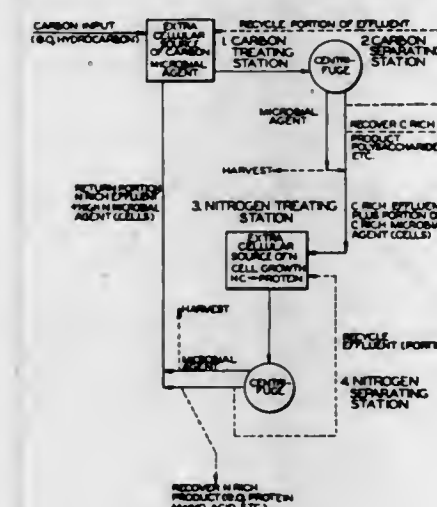 CARBON INPUT
(E.G. HYDROCARBON)
EXTRA
CELLULAR
SOURCE
OF CARBON
MICROBIAL
AGENT
RECYCLE PORTION OF EFFLUENT
1. CARBON
TREATING
STATION
CENTRI-
FUGE
2. CARBON
SEPARATING
STATION
MICROBIAL
AGENT
RECOVER C RICH
PRODUCT
POLYSACCHARIDE
ETC.
HARVEST
RETURN PORTION
N RICH EFFLUENT
+ HIGH N MICROBIAL
AGENT (CELLS)
3. NITROGEN TREATING
STATION
C RICH EFFLUENT
PLUS PORTION OF
C RICH MICROBIAL
AGENT (CELLS)
EXTRA
CELLULAR
SOURCE OF N
CELL GROWTH
HC PROTEIN
HARVEST
MICROBIAL
AGENT
CENTRI-
FUGE
RECYCLE
EFFLUENT
4. NITROGEN
SEPARATING
STATION
RECOVER N RICH
PRODUCT (E.G. PROTEIN
ACID, ETC.)